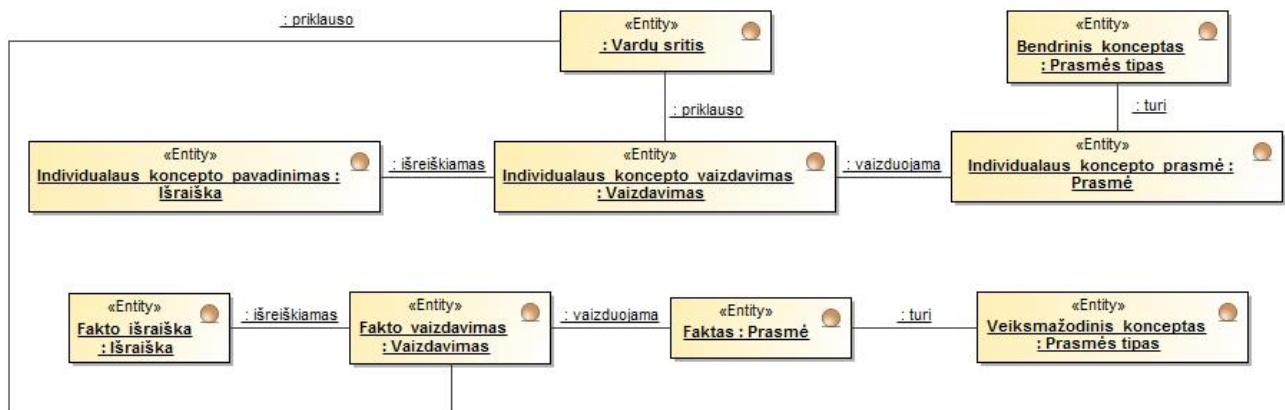 : priklauso
«Entity»
: Vardų sritis
«Entity»
Bendrinis konceptas
: Prasmės tipas
: priklauso
: turi
«Entity»
Individualaus koncepto pavadinimas :
Išraiška
: išreiškiamas
«Entity»
Individualaus koncepto vaizdavimas
: Vaizdavimas
: vaizduojama
«Entity»
Individualaus koncepto prasmė :
Prasmė
«Entity»
Fakto išraiška
: Išraiška
: išreiškiamas
«Entity»
Fakto vaizdavimas
: Vaizdavimas
: vaizduojama
«Entity»
Faktas : Prasmė
: turi
«Entity»
Veiksmažodinis konceptas
: Prasmės tipas